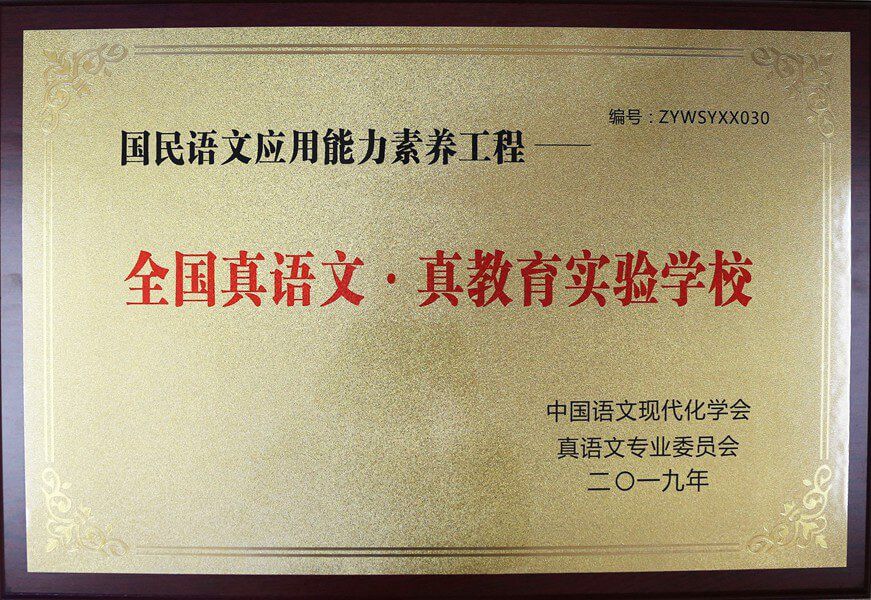 编号：ZYWSYXX030
国民语文应用能力素养工程——
全国真语文·真教育实验学校
中国语文现代化学会
真语文专业委员会
二〇一九年